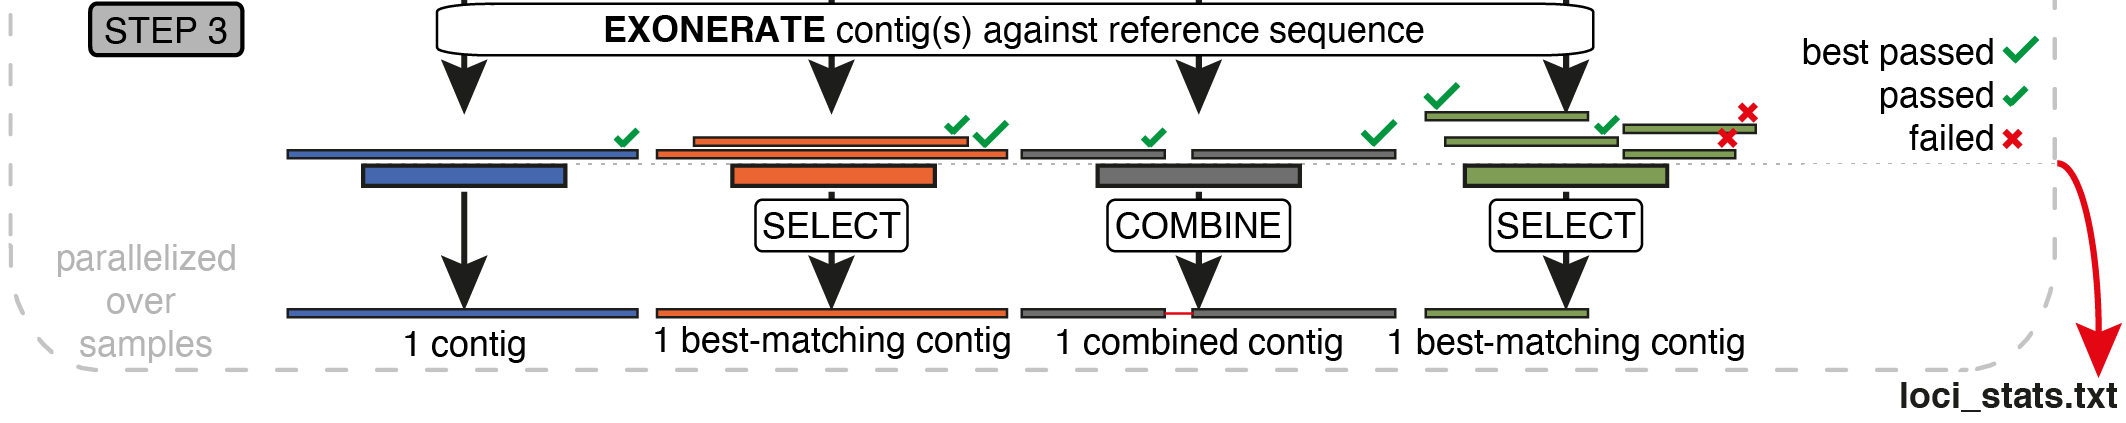 STEP 3
EXONERATE contig(s) against reference sequence
best passed
passed
failed
SELECT
COMBINE
SELECT
parallelized
over
samples
1 contig
1 best-matching contig
1 combined contig
1 best-matching contig
loci_stats.txt